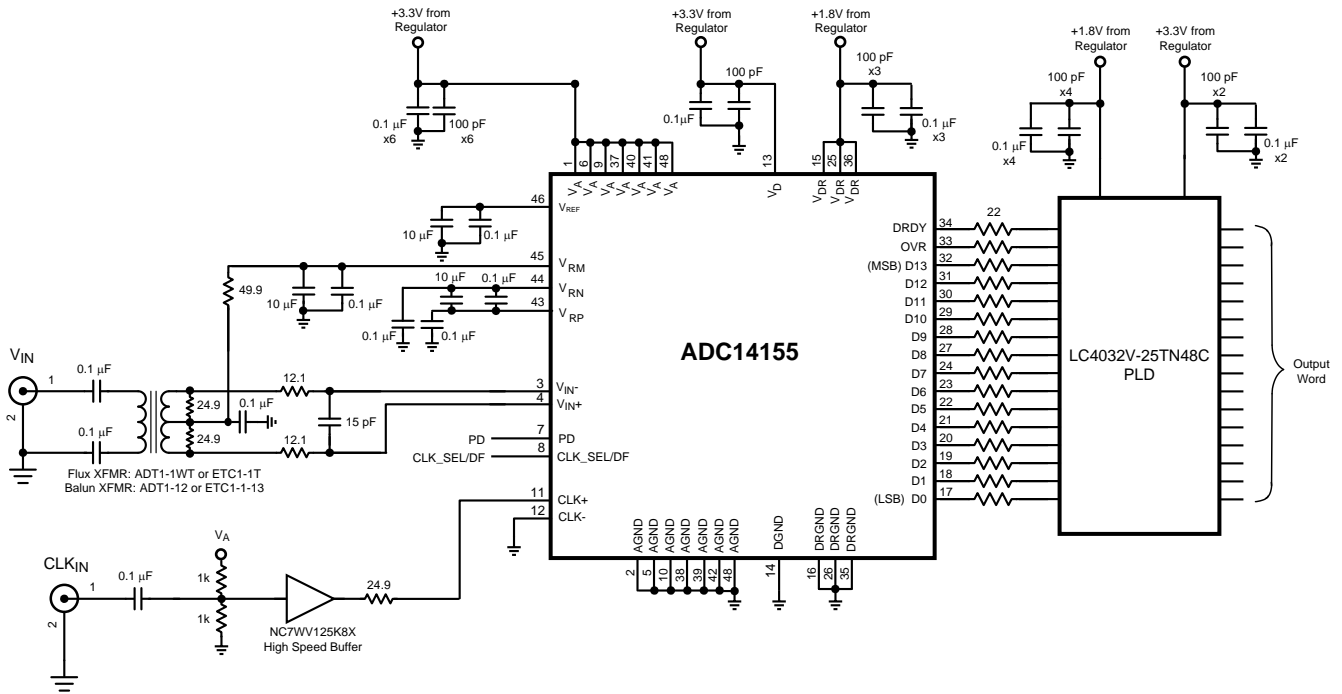 +3.3V from
Regulator
+3.3V from
Regulator
+1.8V from
Regulator
+1.8V from
Regulator
+3.3V from
Regulator
0.1 µF
x6
100 pF
x6
100 pF
0.1µF
100 pF
x3
0.1 µF
x3
100 pF
x4
0.1 µF
x4
100 pF
x2
0.1 µF
x2
1
6
9
37
40
41
48
13
15
25
36
VA
VA
VA
VA
VA
VA
VA
VD
VDR
VDR
VDR
46
VREF
10 µF
0.1 µF
45
VRM
49.9
10 µF
0.1 µF
44
VRN
43
VRP
10 µF
0.1 µF
0.1 µF
0.1 µF
VIN
1
2
0.1 µF
0.1 µF
24.9
24.9
0.1 µF
12.1
12.1
15 pF
3
VIN-
4
VIN+
Flux XFMR: ADT1-1WT or ETC1-1T
Balun XFMR: ADT1-12 or ETC1-1-13
PD
7
PD
CLK_SEL/DF
8
CLK_SEL/DF
11
CLK+
12
CLK-
ADC14155
DRDY 34
22
OVR 33
(MSB) D13 32
D12 31
D11 30
D10 29
D9 28
D8 27
D7 24
D6 23
D5 22
D4 21
D3 20
D2 19
D1 18
(LSB) D0 17
LC4032V-25TN48C
PLD
Output
Word
AGND
AGND
AGND
AGND
AGND
AGND
AGND
DGND
DRGND
DRGND
DRGND
2
5
10
38
39
42
48
14
16
26
35
CLKIN
1
2
0.1 µF
VA
1k
1k
24.9
NC7WV125K8X
High Speed Buffer